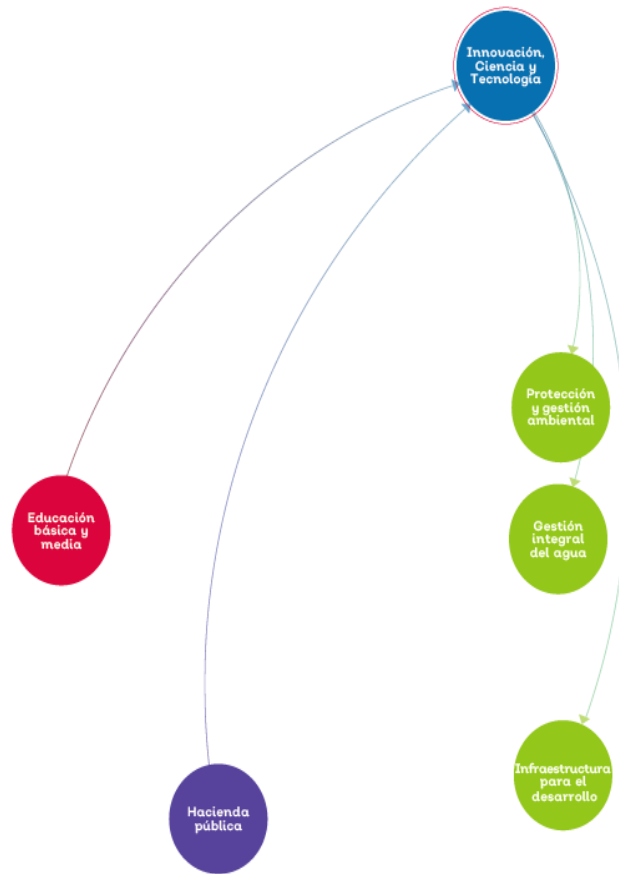 Innovación,
Ciencia y
Tecnología
Protección
y gestión
ambiental
Educación
básica y
media
Gestión
integral
del agua
Infraestructura
para el
desarrollo
Hacienda
pública